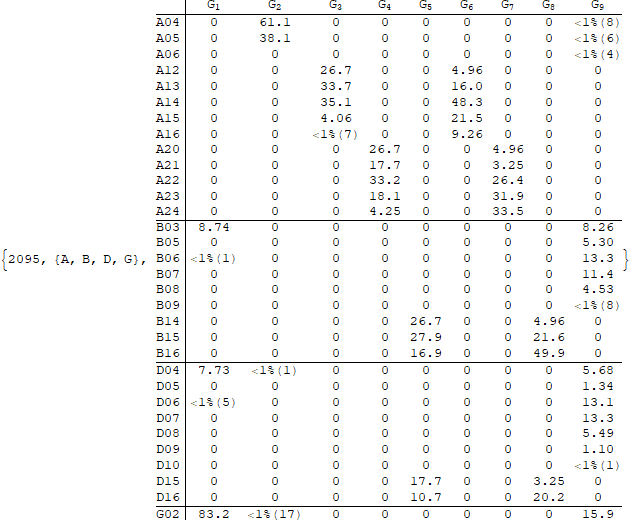 G1 G2 G3 G4 G5 G6 G7 G8 G9
A04 0 61.1 0 0 0 0 0 0 <1%(8)
A05 0 38.1 0 0 0 0 0 0 <1%(6)
A06 0 0 0 0 0 0 0 0 <1%(4)
A12 0 0 26.7 0 0 4.96 0 0 0
A13 0 0 33.7 0 0 16.0 0 0 0
A14 0 0 35.1 0 0 48.3 0 0 0
A15 0 0 4.06 0 0 21.5 0 0 0
A16 0 0 <1%(7) 0 0 9.26 0 0 0
A20 0 0 0 26.7 0 0 4.96 0 0
A21 0 0 0 17.7 0 0 3.25 0 0
A22 0 0 0 33.2 0 0 26.4 0 0
A23 0 0 0 18.1 0 0 31.9 0 0
A24 0 0 0 4.25 0 0 33.5 0 0
B03 8.74 0 0 0 0 0 0 0 8.26
B05 0 0 0 0 0 0 0 0 5.30
{2095, {A, B, D, G}, B06 <1%(1) 0 0 0 0 0 0 0 13.3 }
B07 0 0 0 0 0 0 0 0 11.4
B08 0 0 0 0 0 0 0 0 4.53
B09 0 0 0 0 0 0 0 0 <1%(8)
B14 0 0 0 0 26.7 0 0 4.96 0
B15 0 0 0 0 27.9 0 0 21.6 0
B16 0 0 0 0 16.9 0 0 49.9 0
D04 7.73 <1%(1) 0 0 0 0 0 0 5.68
D05 0 0 0 0 0 0 0 0 1.34
D06 <1%(5) 0 0 0 0 0 0 0 13.1
D07 0 0 0 0 0 0 0 0 13.3
D08 0 0 0 0 0 0 0 0 5.49
D09 0 0 0 0 0 0 0 0 1.10
D10 0 0 0 0 0 0 0 0 <1%(1)
D15 0 0 0 0 17.7 0 0 3.25 0
D16 0 0 0 0 10.7 0 0 20.2 0
G02 83.2 <1%(17) 0 0 0 0 0 0 15.9